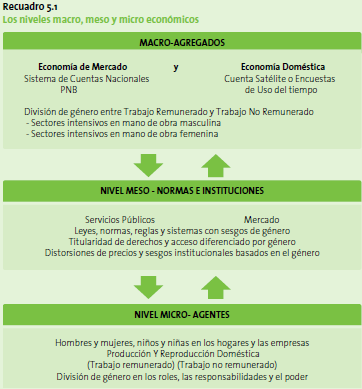 Recuadro 5.1
Los niveles macro, meso y micro económicos
MACRO-AGREGADOS
Economía de Mercado y Economía Doméstica
Sistema de Cuentas Nacionales Cuenta Satélite o Encuestas
PNB de Uso del tiempo
División de género entre Trabajo Remunerado y Trabajo No Remunerado
- Sectores intensivos en mano de obra masculina
- Sectores intensivos en mano de obra femenina
NIVEL MESO - NORMAS E INSTITUCIONES
Servicios Públicos Mercado
Leyes, normas, reglas y sistemas con sesgos de género
Titularidad de derechos y acceso diferenciado por género
Distorsiones de precios y sesgos institucionales basados en el género
NIVEL MICRO- AGENTES
Hombres y mujeres, niños y niñas en los hogares y las empresas
Producción Y Reproducción Doméstica
(Trabajo remunerado) (Trabajo no remunerado)
División de género en los roles, las responsabilidades y el poder